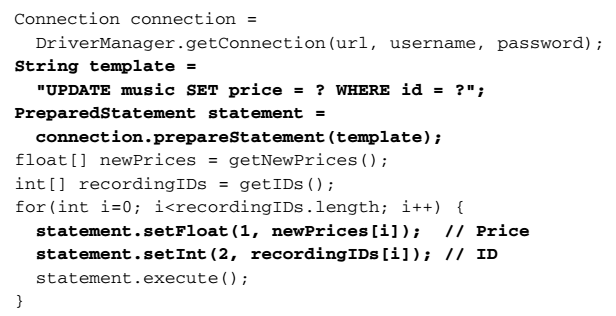 Connection connection =
  DriverManager.getConnection(url, username, password);
String template =
  "UPDATE music SET price = ? WHERE id = ?";
PreparedStatement statement =
  connection.prepareStatement(template);
float[] newPrices = getNewPrices();
int[] recordingIDs = getIDs();
for(int i=0; i<recordingIDs.length; i++) {
  statement.setFloat(1, newPrices[i]);  // Price
  statement.setInt(2, recordingIDs[i]); // ID
  statement.execute();
}